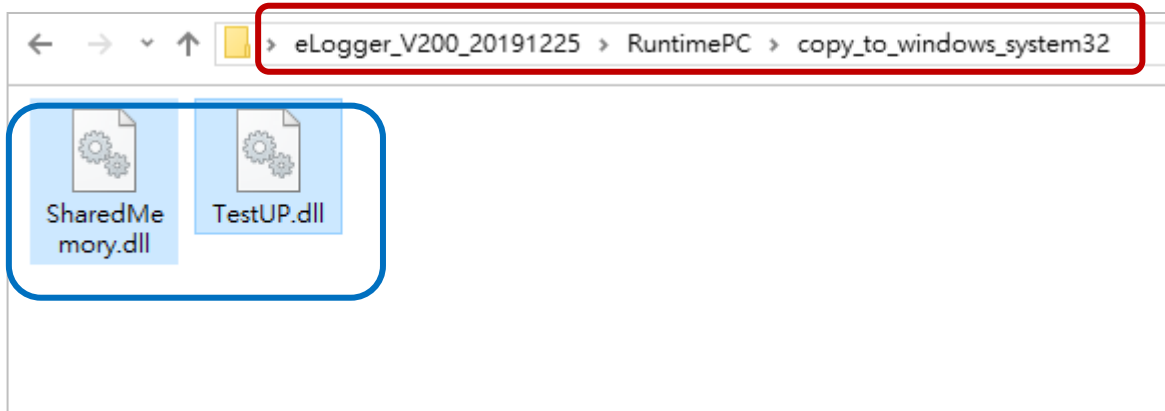 eLogger_V200_20191225 > RuntimePC > copy_to_windows_system32
SharedMe
mory.dll
TestUP.dll